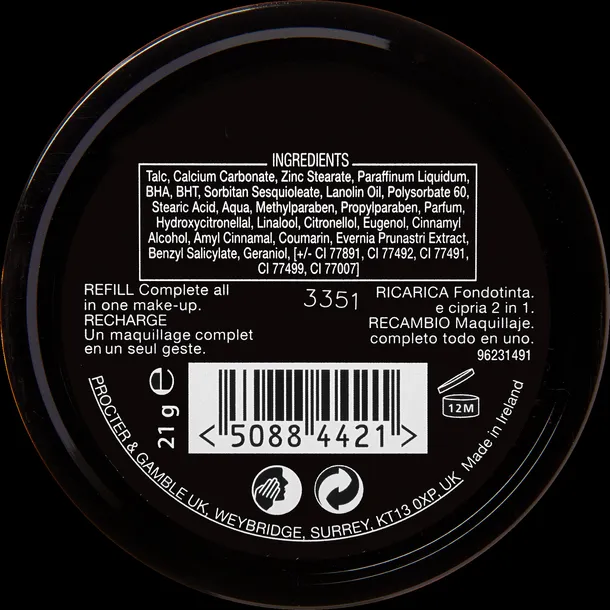 INGREDIENTS
Talc, Calcium Carbonate, Zinc Stearate, Paraffinum Liquidum,
BHA, BHT, Sorbitan Sesquioleate, Lanolin Oil, Polysorbate 60,
Stearic Acid, Aqua, Methylparaben, Propylparaben, Parfum,
Hydroxycitronellal, Linalool, Citronellol, Eugenol, Cinnamyl
Alcohol, Amyl Cinnamal, Coumarin, Evernia Prunastri Extract,
Benzyl Salicylate, Geraniol, [+/- CI 77891, CI 77492, CI 77491,
CI 77499, CI 77007]
REFILL Complete all
in one make-up.
RECHARGE
Un maquillage complet
en un seul geste.
3351
RICARICA Fondotinta.
e cipria 2 in 1.
RECAMBIO Maquillaje.
completo todo en uno.
96231491
21 g e
<5088 4421>
12M
PROCTER & GAMBLE UK, WEYBRIDGE, SURREY, KT13 0XP, UK Made in Ireland